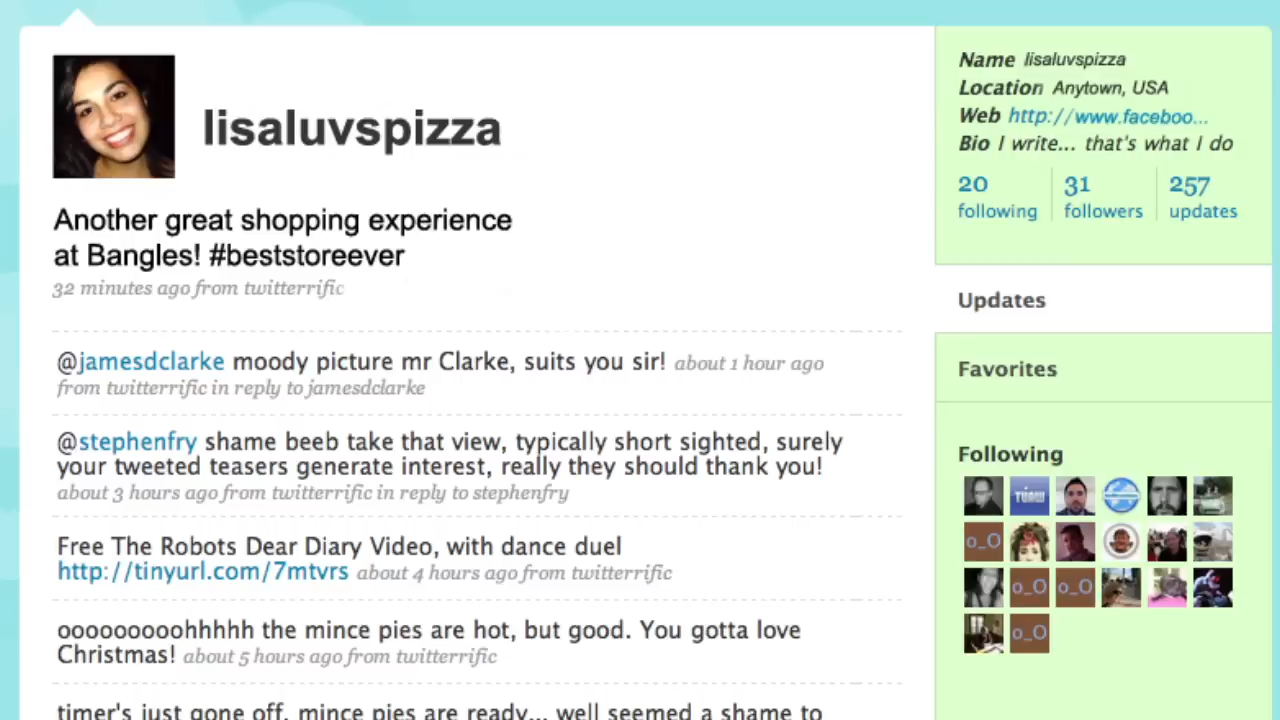 lisaluvspizza
Another great shopping experience
at Bangles! #beststoreever
32 minutes ago from twitterrific
@jamesdclarke moody picture mr Clarke, suits you sir! about 1 hour ago
from twitterrific in reply to jamesdclarke
@stephenfry shame beeb take that view, typically short sighted, surely
your tweeted teasers generate interest, really they should thank you!
about 3 hours ago from twitterrific in reply to stephenfry
Free The Robots Dear Diary Video, with dance duel
http://tinyurl.com/7mtvrs about 4 hours ago from twitterrific
ooooooooohhhhh the mince pies are hot, but good. You gotta love
Christmas! about 5 hours ago from twitterrific
timer's just gone off, mince pies are ready... well seemed a shame to
Name lisaluvspizza
Location Anytown, USA
Web http://www.faceboo...
Bio I write... that's what I do
20 31 257
following followers updates
Updates
Favorites
Following
TUAW
o_O
o_O o_O
o_O